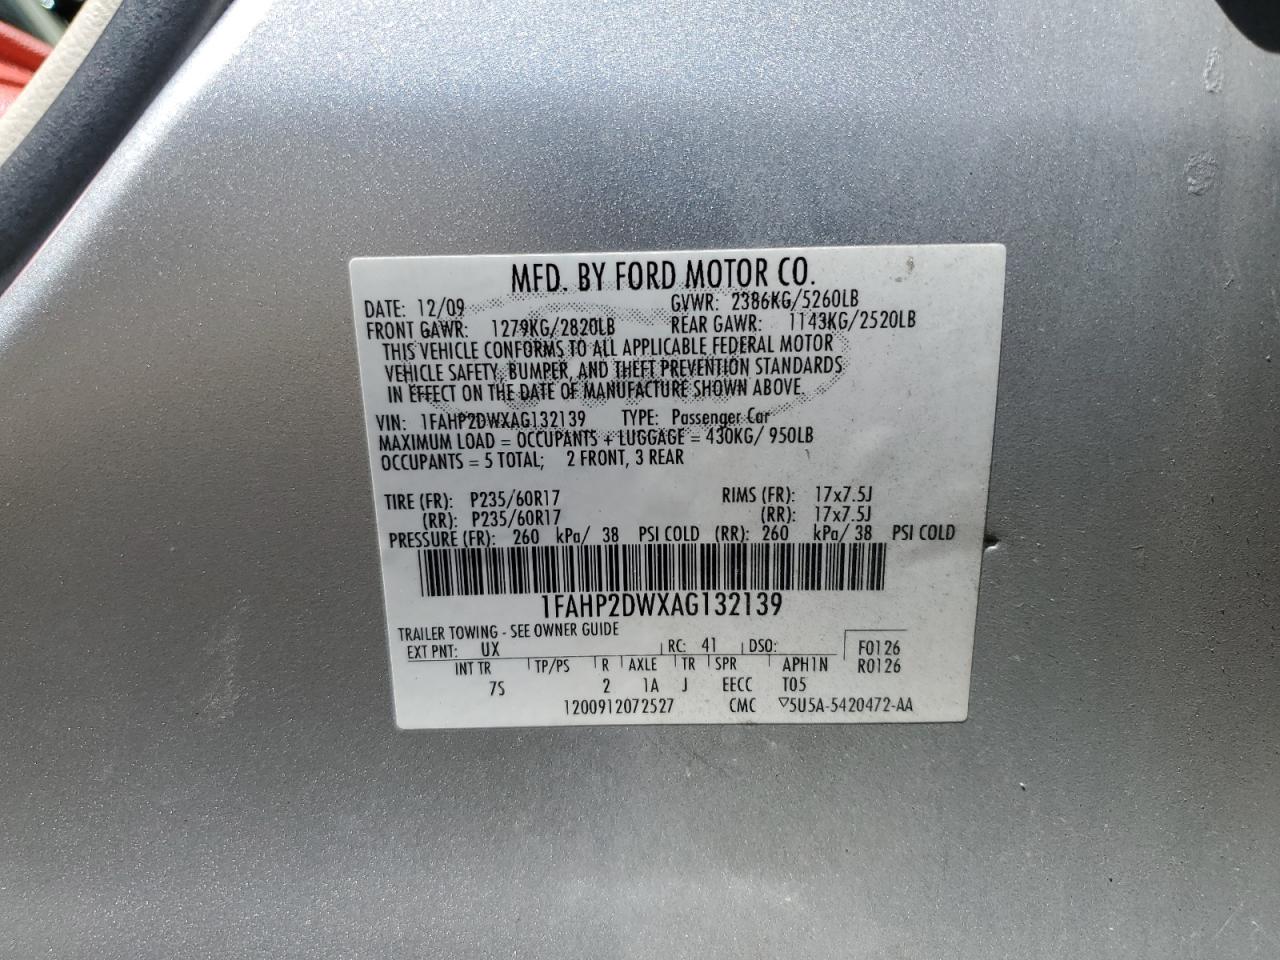 MFD. BY FORD MOTOR CO.
DATE: 12/09 GVWR: 2386KG/5260LB
FRONT GAWR: 1279KG/2820LB REAR GAWR: 1143KG/2520LB
THIS VEHICLE CONFORMS TO ALL APPLICABLE FEDERAL MOTOR
VEHICLE SAFETY, BUMPER, AND THEFT PREVENTION STANDARDS
IN EFFECT ON THE DATE OF MANUFACTURE SHOWN ABOVE.
VIN: 1FAHP2DWXAG132139 TYPE: Passenger Car
MAXIMUM LOAD = OCCUPANTS + LUGGAGE = 430KG/ 950LB
OCCUPANTS = 5 TOTAL; 2 FRONT, 3 REAR
TIRE (FR): P235/60R17 RIMS (FR): 17x7.5J
(RR): P235/60R17 (RR): 17x7.5J
PRESSURE (FR): 260 kPa/ 38 PSI COLD (RR): 260 kPa/ 38 PSI COLD
1FAHP2DWXAG132139
TRAILER TOWING - SEE OWNER GUIDE
EXT PNT: UX RC: 41 DSO: F0126
INT TR TP/PS R AXLE TR SPR APH1N R0126
7S 2 1A J EECC T05
1200912072527 CMC ▽5U5A-5420472-AA